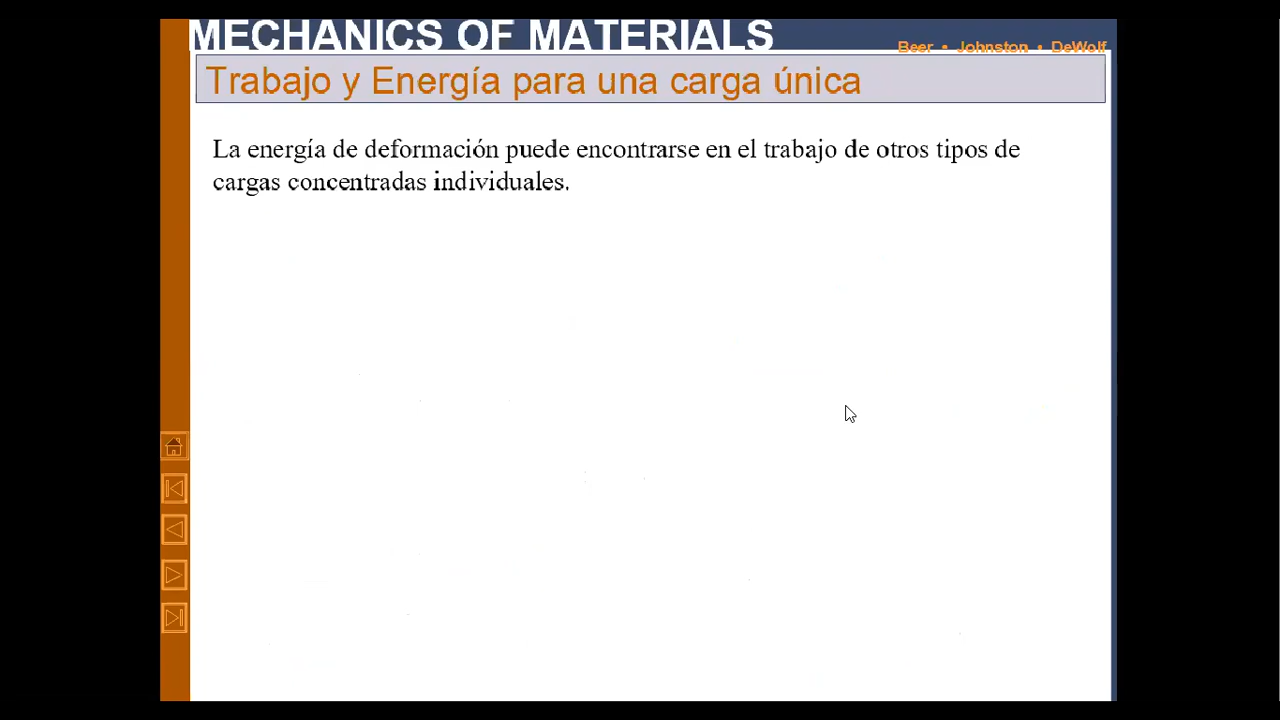 MECHANICS OF MATERIALS
Beer • Johnston • DeWolf
Trabajo y Energía para una carga única
La energía de deformación puede encontrarse en el trabajo de otros tipos de
cargas concentradas individuales.